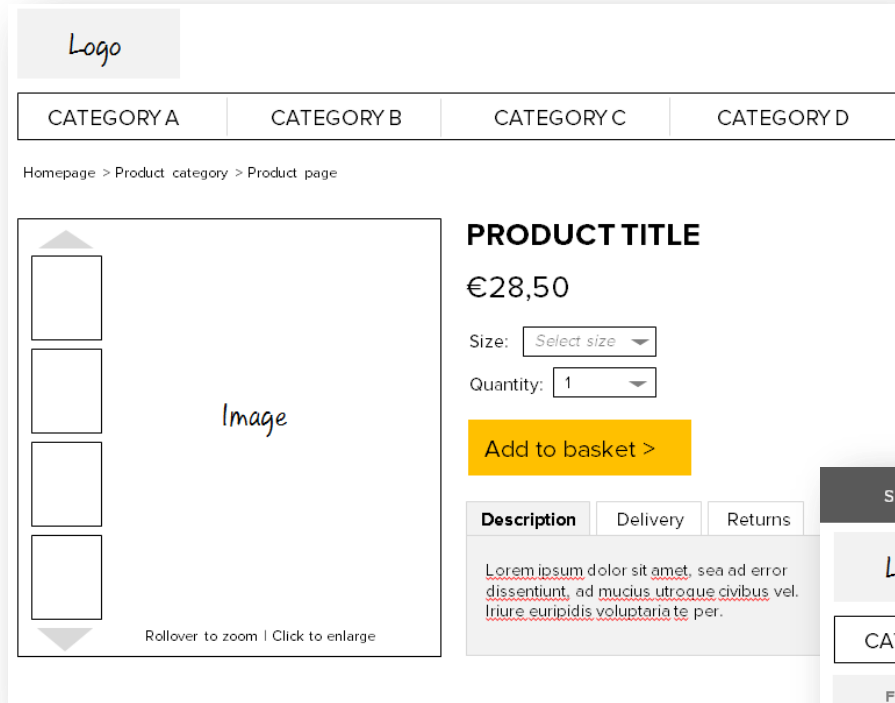 Logo
CATEGORY A CATEGORY B CATEGORY C CATEGORY D
Homepage > Product category > Product page
PRODUCT TITLE
€28,50
Size: Select size
Quantity: 1
Image
Add to basket >
Description Delivery Returns
Lorem ipsum dolor sit amet, sea ad error
dissentiunt, ad mucius utroque civibus vel.
Iriure euripidis voluptaria te per.
Rollover to zoom | Click to enlarge